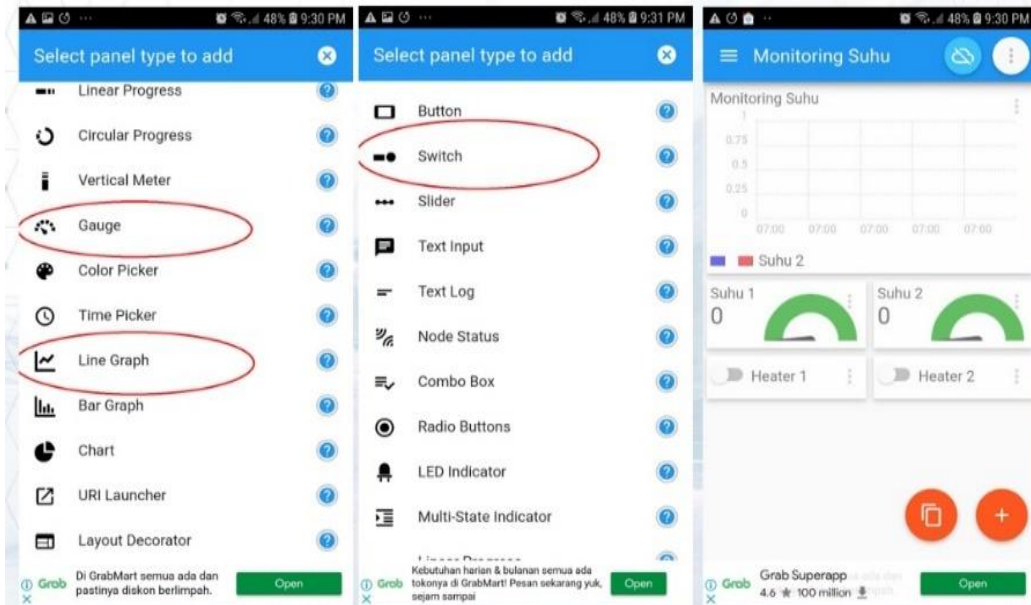 48% 9:30 PM
Select panel type to add
Linear Progress
Circular Progress
Vertical Meter
Gauge
Color Picker
Time Picker
Line Graph
Bar Graph
Chart
URI Launcher
Layout Decorator
Grab
Di GrabMart semua ada dan
pastinya diskon berlimpah.
Open
48% 9:31 PM
Select panel type to add
Button
Switch
Slider
Text Input
Text Log
Node Status
Combo Box
Radio Buttons
LED Indicator
Multi-State Indicator
Linear Progress
Grab
Kebutuhan harian & bulanan semua ada
tokonya di GrabMart! Pesan sekarang yuk,
sejam sampai
Open
48% 9:30 PM
Monitoring Suhu
Monitoring Suhu
1
0.75
0.5
0.25
0
07:00 07:00 07:00 07:00 07:00
Suhu 2
Suhu 1
0
Suhu 2
0
Heater 1
Heater 2
Grab
Grab Superapp
4.6 ★ 100 million
Open